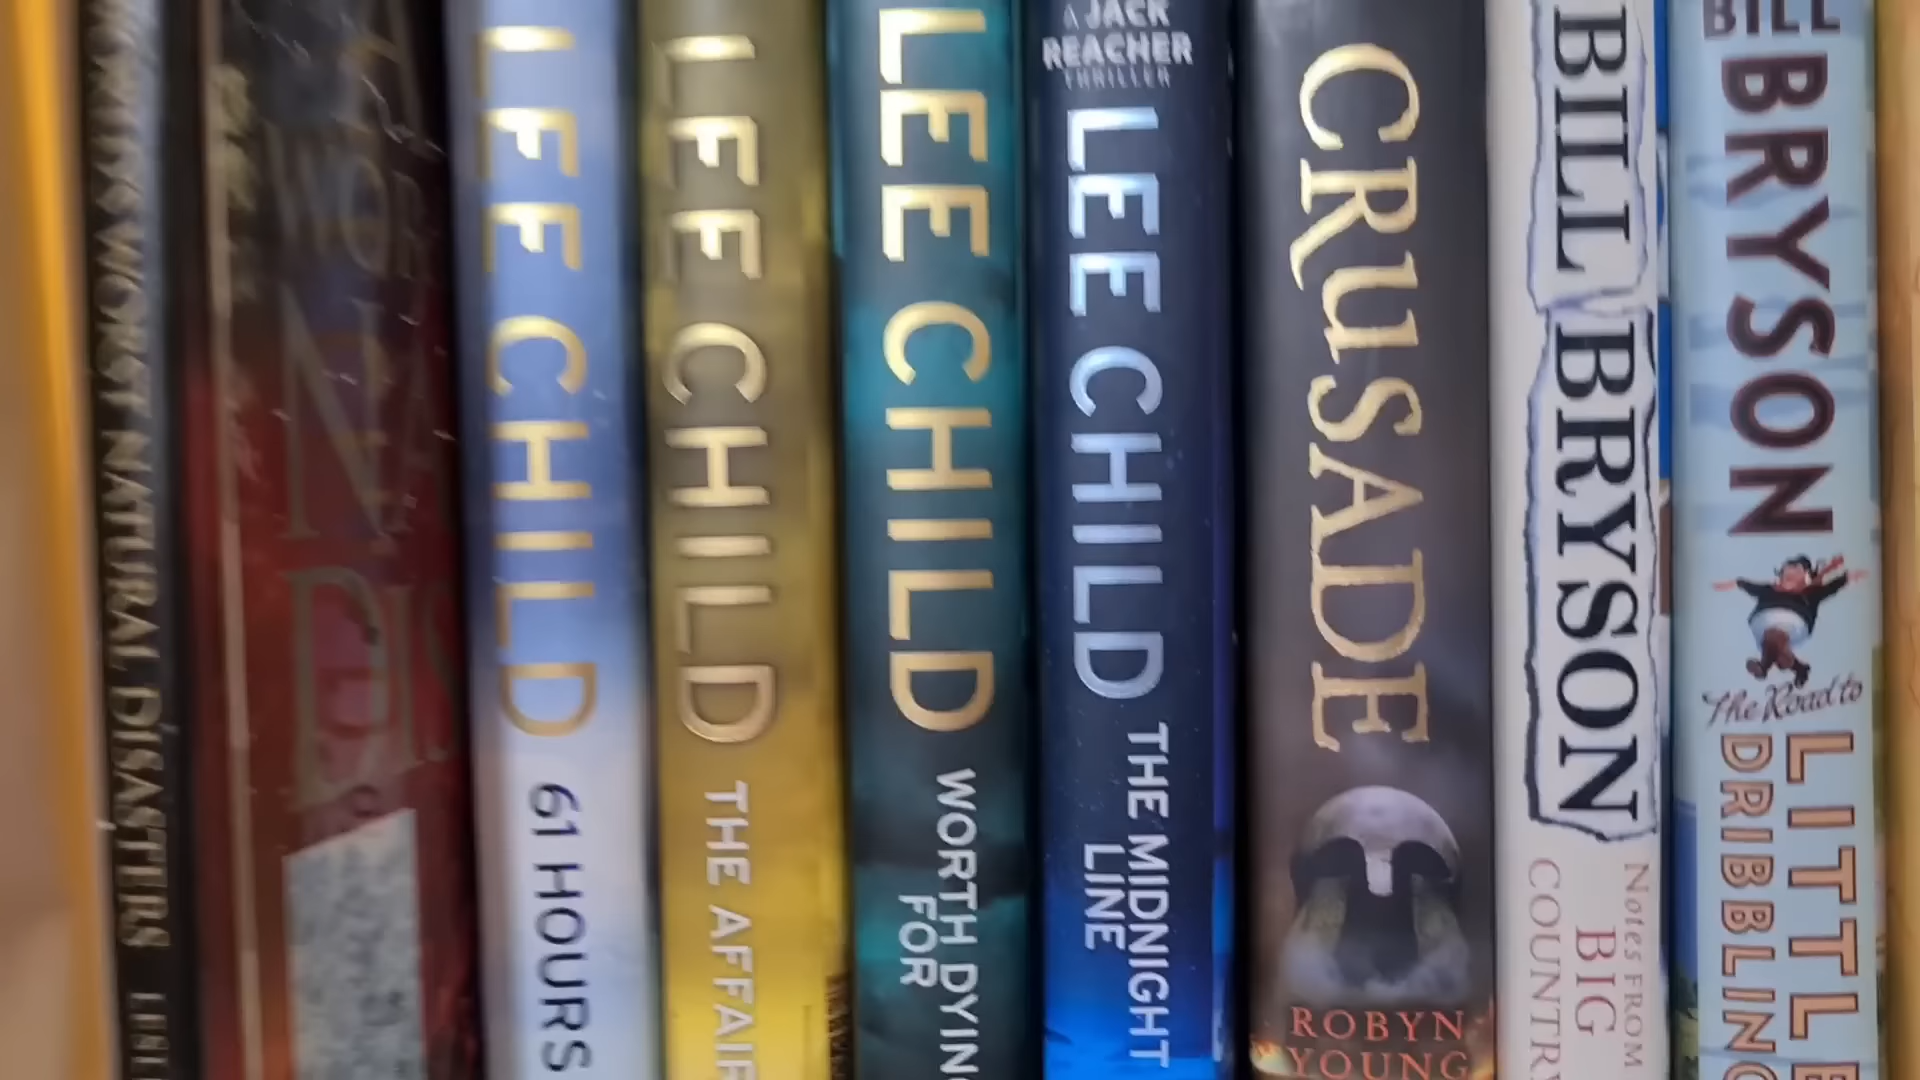 WORST NATURAL DISASTERS
WOR
LEE CHILD
61 HOURS
LEE CHILD
THE AFFAIR
LEE CHILD
WORTH DYING
FOR
A JACK
REACHER
THRILLER
LEE CHILD
THE MIDNIGHT
LINE
CRUSADE
ROBYN
YOUNG
BILL BRYSON
NOTES FROM
BIG
COUNTRY
BILL
BRYSON
The Road to
LITTLE
DRIBBLING